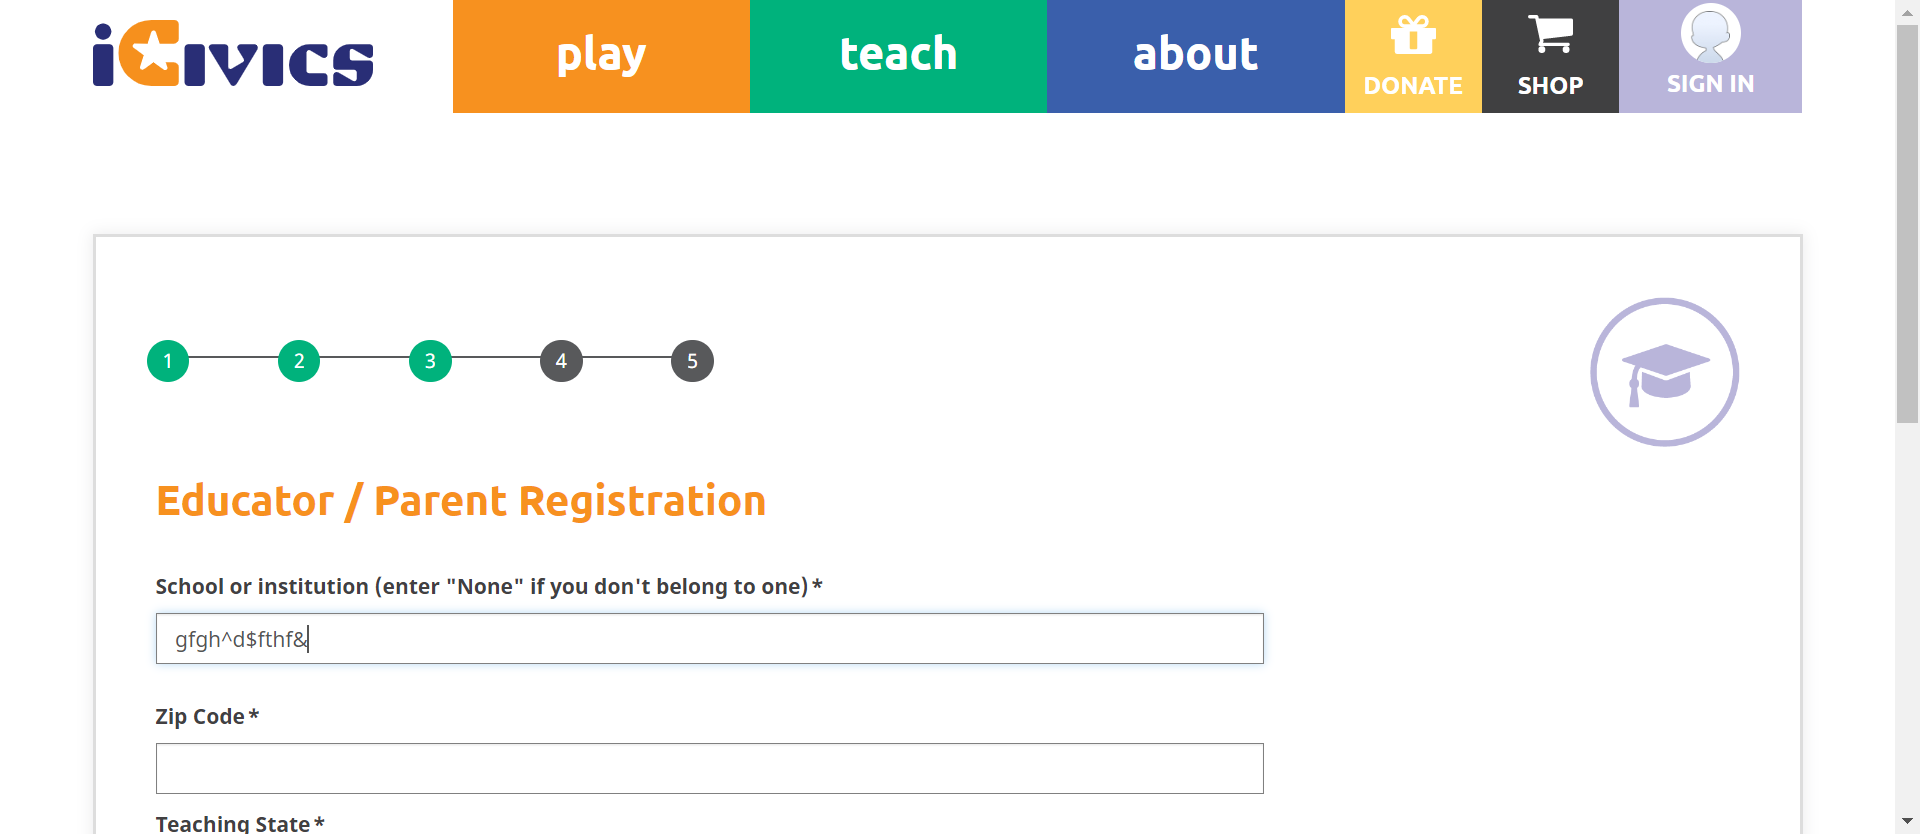 iCivics
play
teach
about
DONATE
SHOP
SIGN IN
1
2
3
4
5
Educator / Parent Registration
School or institution (enter "None" if you don't belong to one) *
gfgh^d$fthf&
Zip Code *
Teaching State *